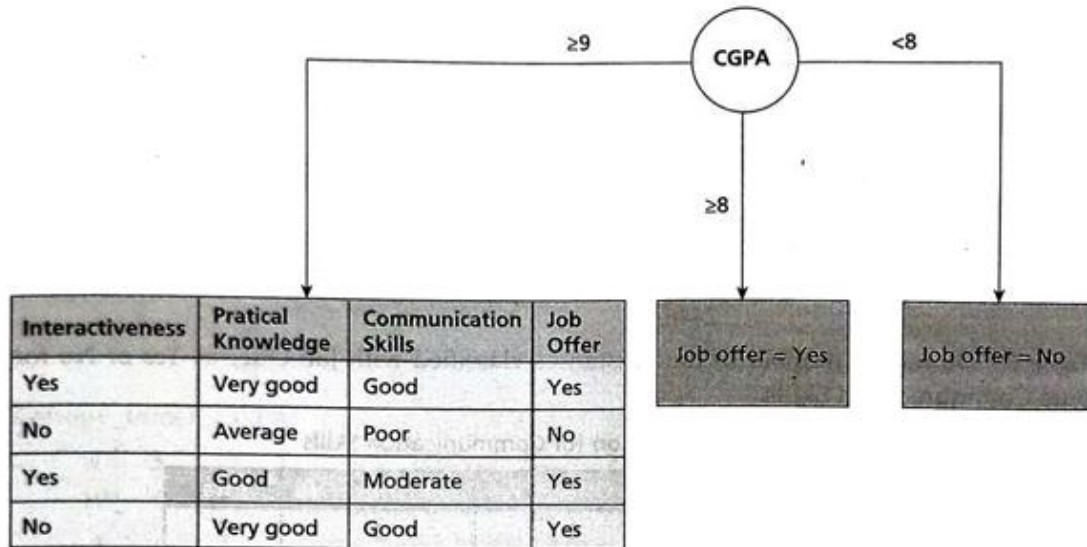 ≥9
CGPA
<8
≥8
Interactiveness Pratical Knowledge Communication Skills Job Offer
Yes Very good Good Yes
No Average Poor No
Yes Good Moderate Yes
No Very good Good Yes
Job offer = Yes
Job offer = No